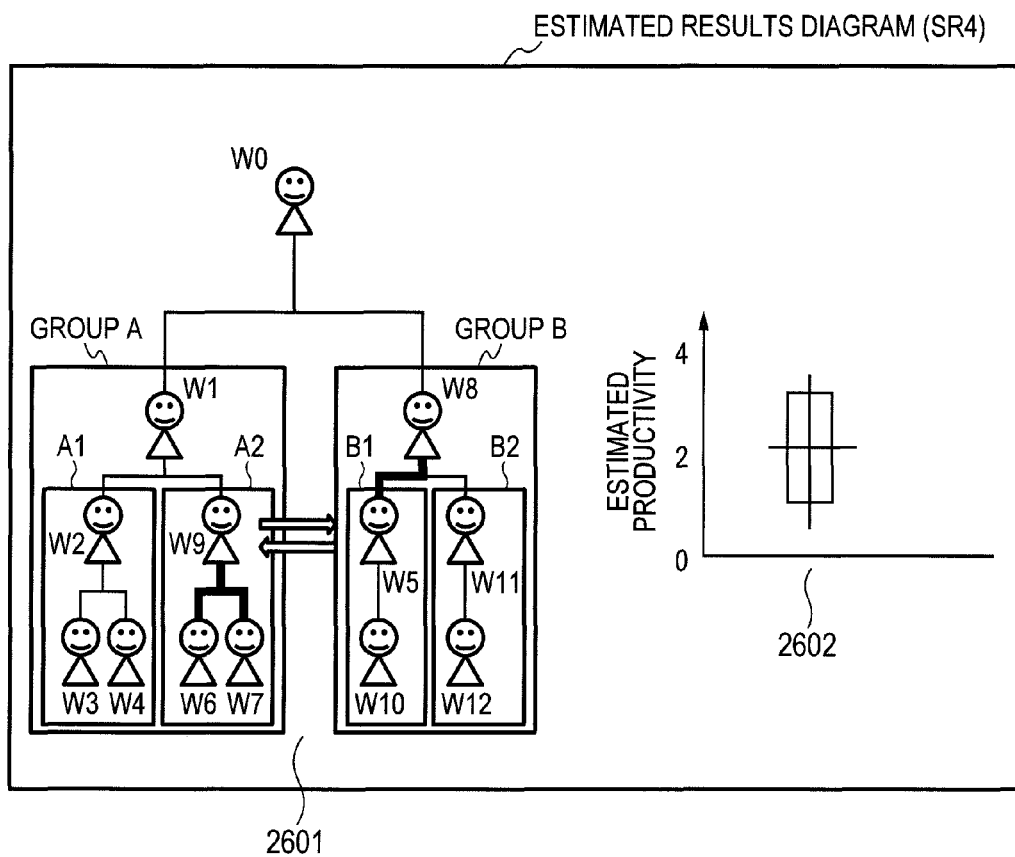 ESTIMATED RESULTS DIAGRAM (SR4)
W0
GROUP A
GROUP B
W1
W8
A1
A2
B1
B2
W2
W9
W5
W11
W3
W4
W6
W7
W10
W12
ESTIMATED
PRODUCTIVITY
4
2
0
2602
2601